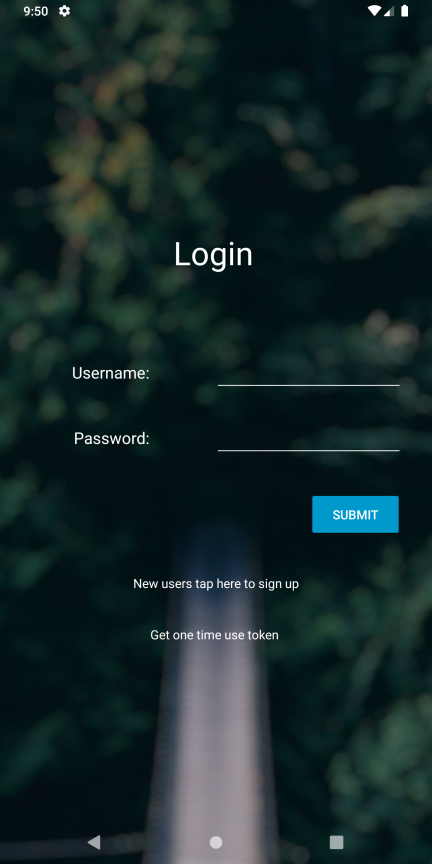 9:50
Login
Username:
Password:
SUBMIT
New users tap here to sign up
Get one time use token